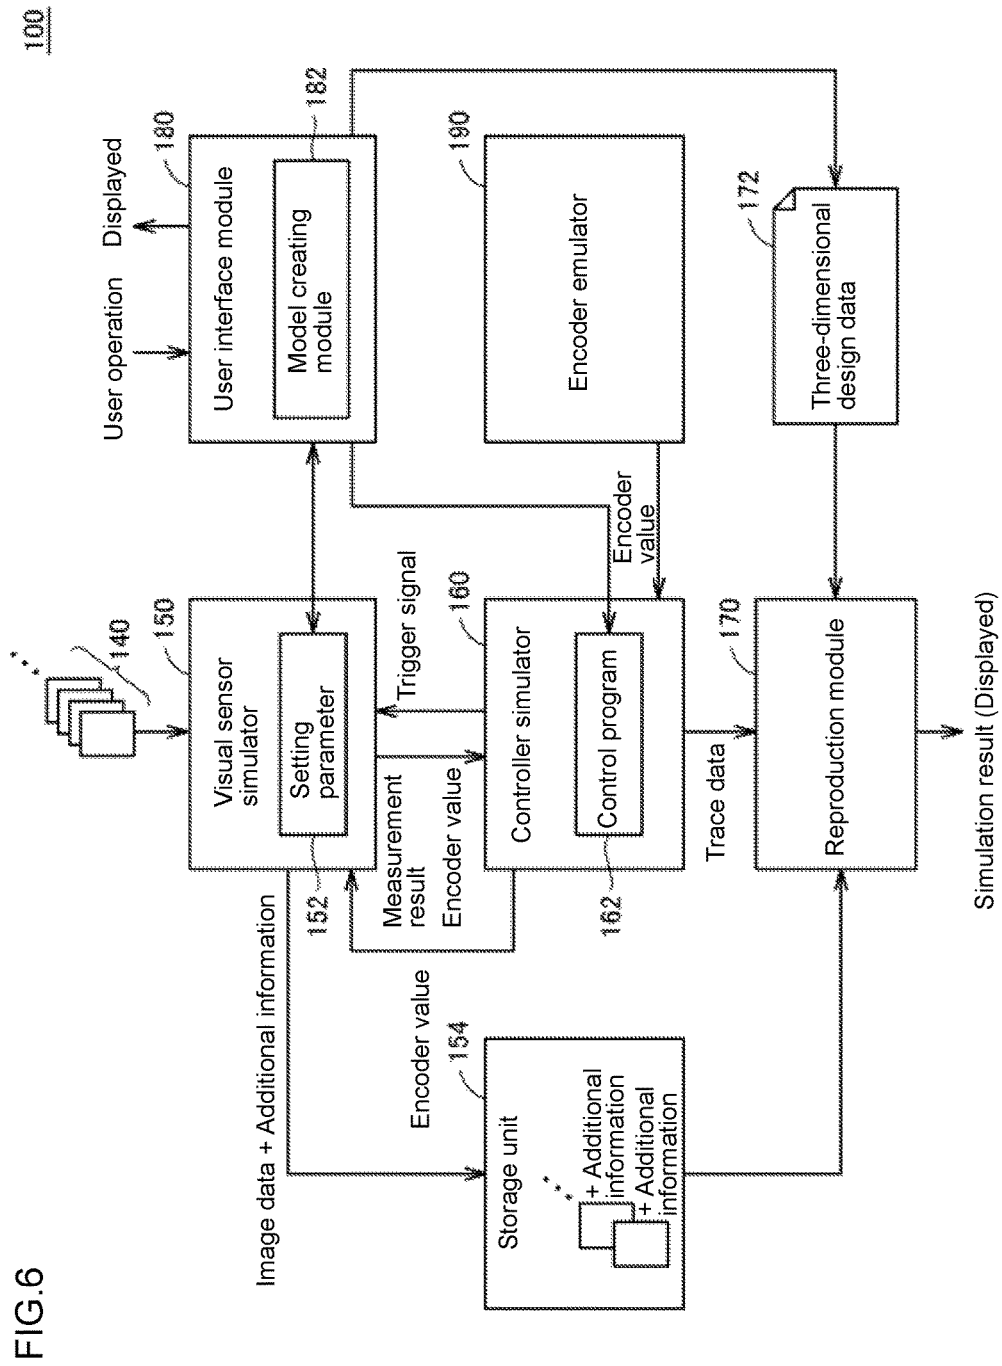 FIG.6
100
140
User operation
Displayed
150
Visual sensor
simulator
Setting
parameter
152
180
User interface module
Model creating
module
182
Image data + Additional information
Measurement
result
Encoder value
Trigger signal
Encoder value
154
Storage unit
+ Additional
information
+ Additional
information
160
Controller simulator
Control program
162
Encoder
value
190
Encoder emulator
Trace data
170
Reproduction module
172
Three-dimensional
design data
Simulation result (Displayed)